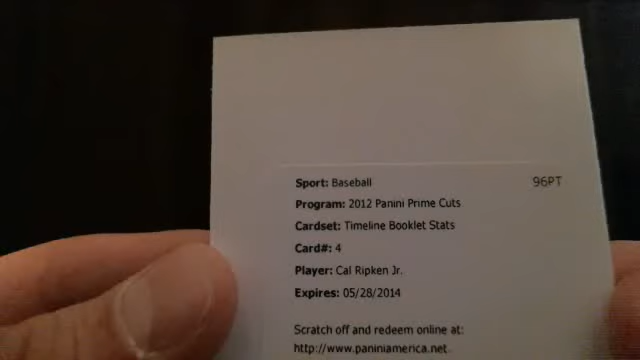 Sport: Baseball 96PT
Program: 2012 Panini Prime Cuts
Cardset: Timeline Booklet Stats
Card#: 4
Player: Cal Ripken Jr.
Expires: 05/28/2014
Scratch off and redeem online at:
http://www.paniniamerica.net